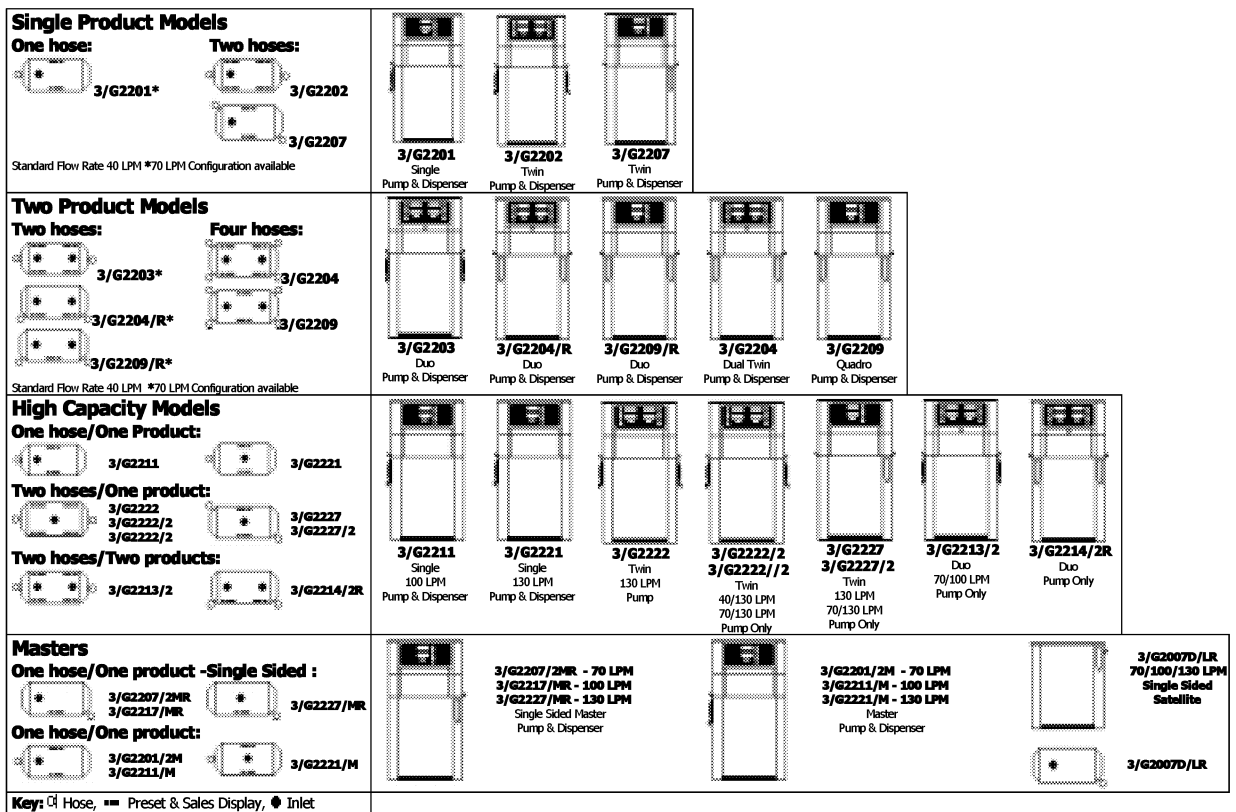 Single Product Models
One hose:
Two hoses:
3/G2201*
3/G2202
3/G2207
Standard Flow Rate 40 LPM *70 LPM Configuration available
3/G2201
Single
Pump & Dispenser
3/G2202
Twin
Pump & Dispenser
3/G2207
Twin
Pump & Dispenser
Two Product Models
Two hoses:
Four hoses:
3/G2203*
3/G2204
3/G2204/R*
3/G2209
3/G2209/R*
Standard Flow Rate 40 LPM *70 LPM Configuration available
3/G2203
Duo
Pump & Dispenser
3/G2204/R
Duo
Pump & Dispenser
3/G2209/R
Duo
Pump & Dispenser
3/G2204
Dual Twin
Pump & Dispenser
3/G2209
Quadro
Pump & Dispenser
High Capacity Models
One hose/One Product:
3/G2211
3/G2221
Two hoses/One product:
3/G2222
3/G2222/2
3/G2222/2
3/G2227
3/G2227/2
Two hoses/Two products:
3/G2213/2
3/G2214/2R
3/G2211
Single
100 LPM
Pump & Dispenser
3/G2221
Single
130 LPM
Pump & Dispenser
3/G2222
Twin
130 LPM
Pump
3/G2222/2
3/G2222//2
Twin
40/130 LPM
70/130 LPM
Pump Only
3/G2227
3/G2227/2
Twin
130 LPM
70/130 LPM
Pump Only
3/G2213/2
Duo
70/100 LPM
Pump Only
3/G2214/2R
Duo
Pump Only
Masters
One hose/One product -Single Sided :
3/G2207/2MR
3/G2217/MR
3/G2227/MR
One hose/One product:
3/G2201/2M
3/G2211/M
3/G2221/M
3/G2207/2MR - 70 LPM
3/G2217/MR - 100 LPM
3/G2227/MR - 130 LPM
Single Sided Master
Pump & Dispenser
3/G2201/2M - 70 LPM
3/G2211/M - 100 LPM
3/G2221/M - 130 LPM
Master
Pump & Dispenser
3/G2007D/LR
70/100/130 LPM
Single Sided
Satellite
3/G2007D/LR
Key: Hose, Preset & Sales Display, Inlet